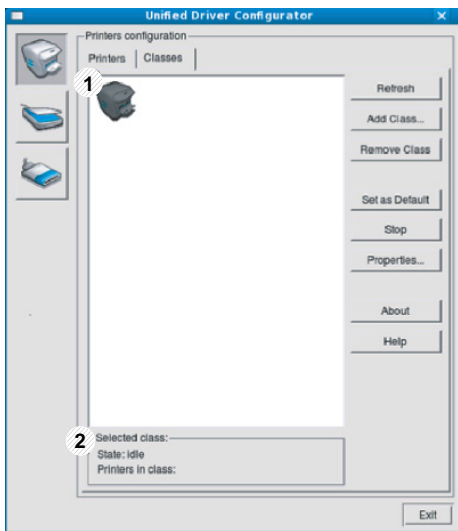 Unified Driver Configurator
Printers configuration
Printers
Classes
1
Refresh
Add Class...
Remove Class
Set as Default
Stop
Properties...
About
Help
2
Selected class:
State: idle
Printers in class:
Exit